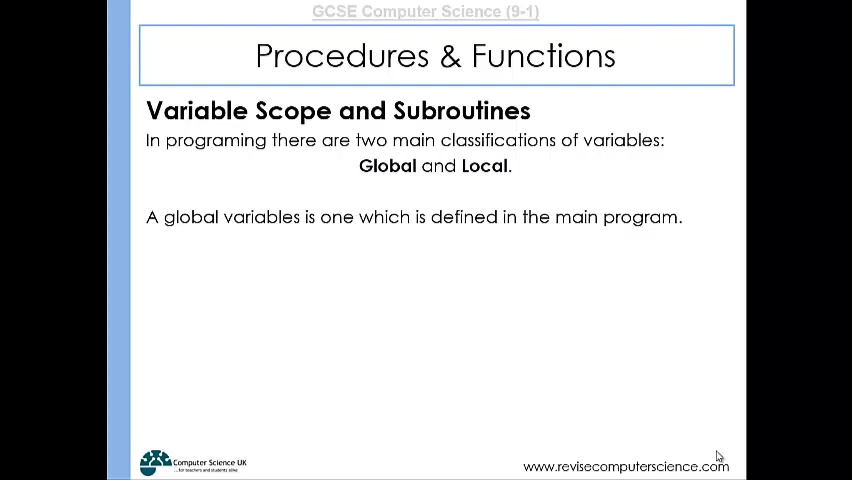 GCSE Computer Science (9-1)
Procedures & Functions
Variable Scope and Subroutines
In programing there are two main classifications of variables:
Global and Local.
A global variables is one which is defined in the main program.
Computer Science UK
...for teachers and students alike
www.revisecomputerscience.com